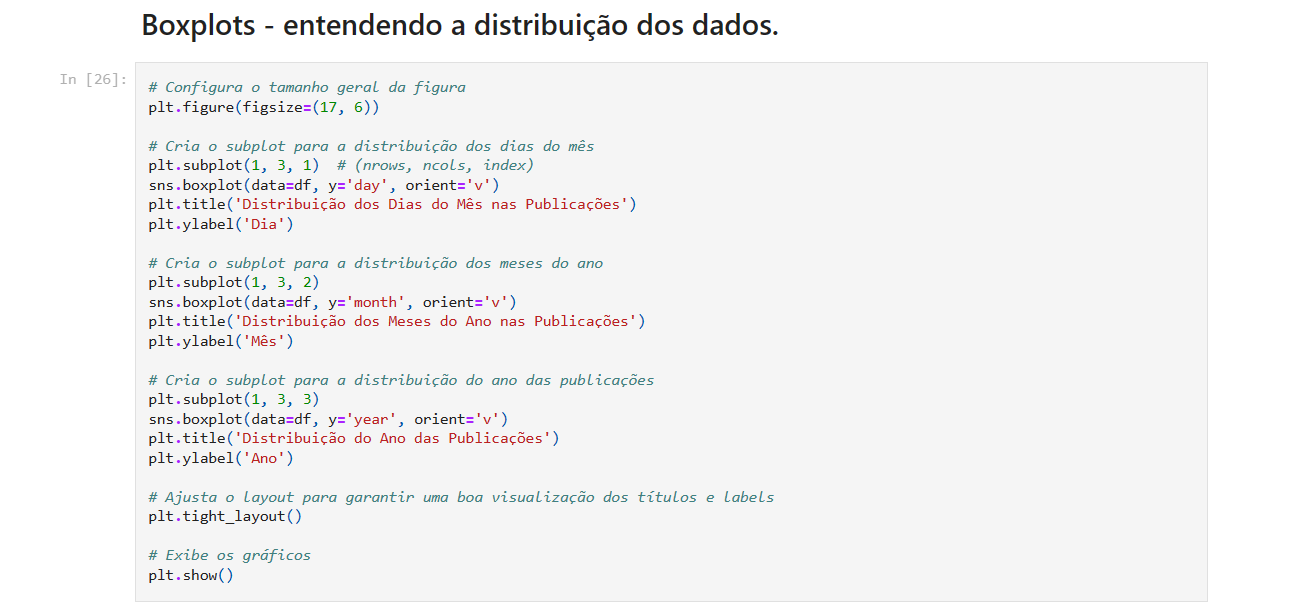 Boxplots - entendendo a distribuição dos dados.
In [26]:
# Configura o tamanho geral da figura
plt.figure(figsize=(17, 6))
# Cria o subplot para a distribuição dos dias do mês
plt.subplot(1, 3, 1)  # (nrows, ncols, index)
sns.boxplot(data=df, y='day', orient='v')
plt.title('Distribuição dos Dias do Mês nas Publicações')
plt.ylabel('Dia')
# Cria o subplot para a distribuição dos meses do ano
plt.subplot(1, 3, 2)
sns.boxplot(data=df, y='month', orient='v')
plt.title('Distribuição dos Meses do Ano nas Publicações')
plt.ylabel('Mês')
# Cria o subplot para a distribuição do ano das publicações
plt.subplot(1, 3, 3)
sns.boxplot(data=df, y='year', orient='v')
plt.title('Distribuição do Ano das Publicações')
plt.ylabel('Ano')
# Ajusta o layout para garantir uma boa visualização dos títulos e labels
plt.tight_layout()
# Exibe os gráficos
plt.show()